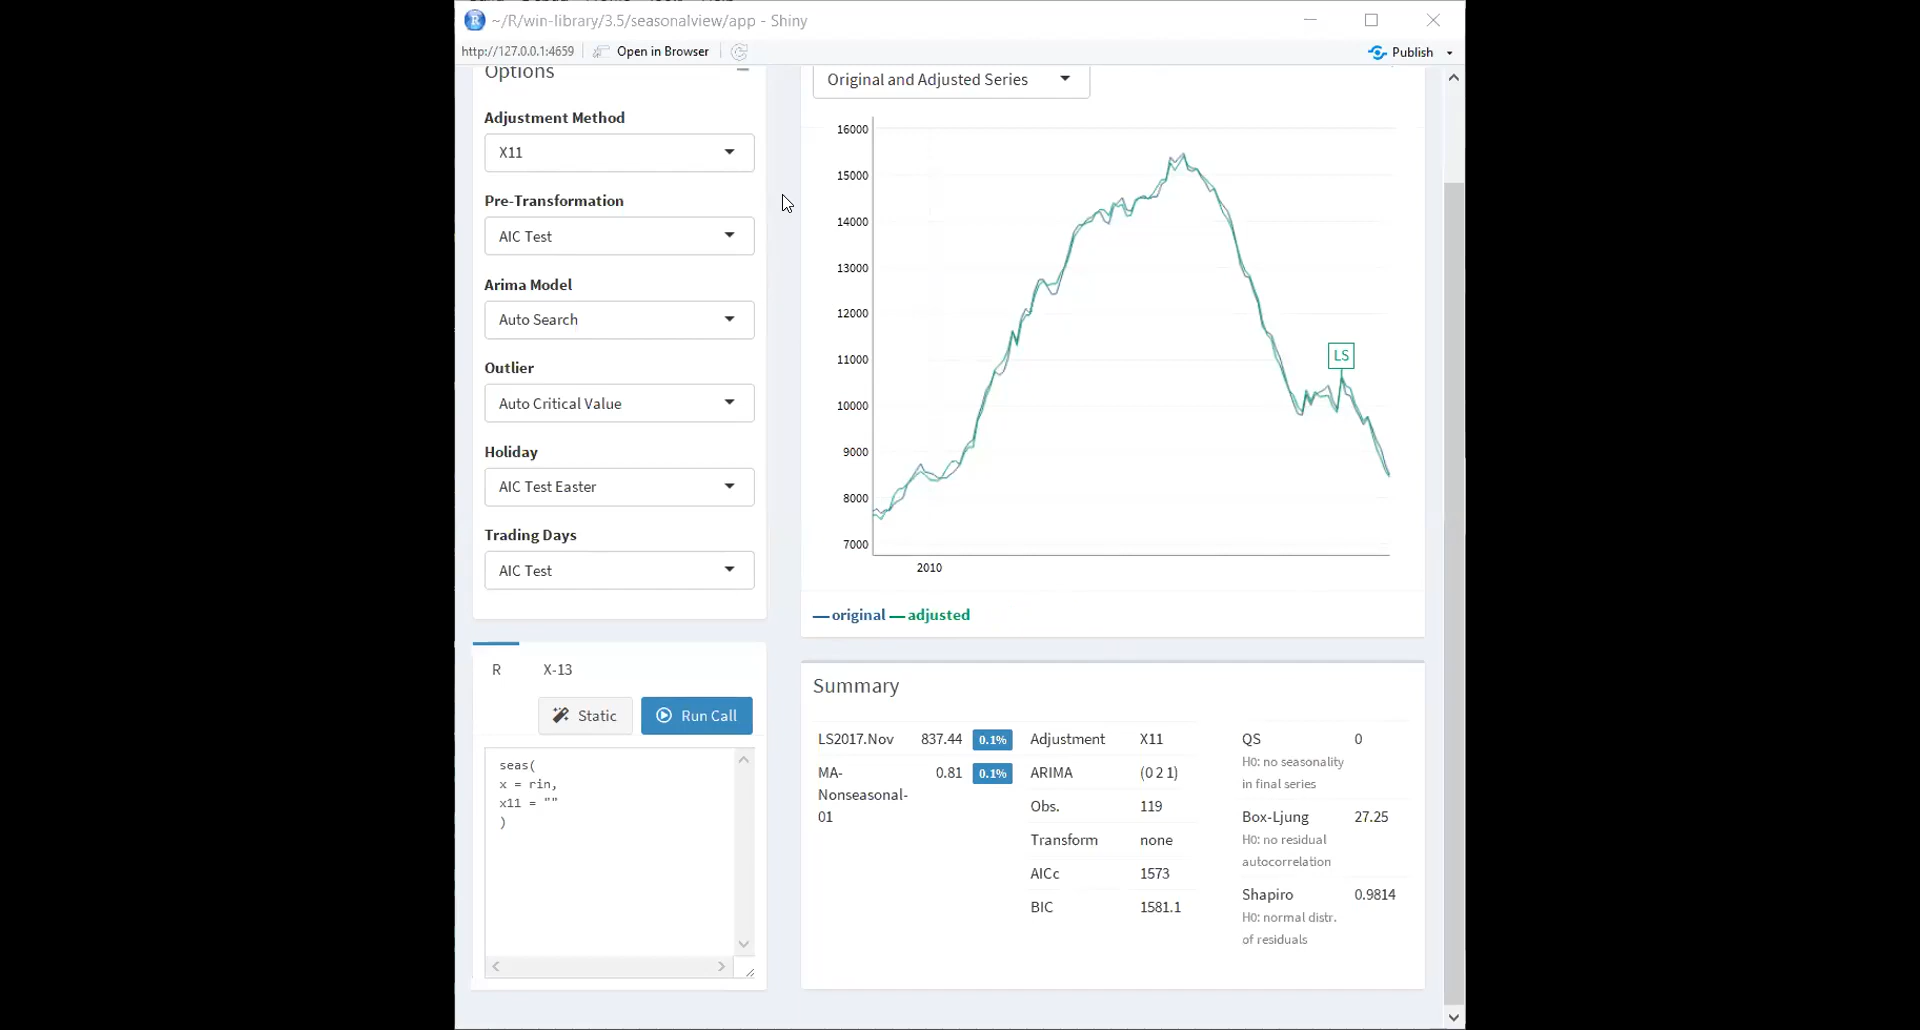 ~/R/win-library/3.5/seasonalview/app - Shiny
http://127.0.0.1:4659 Open in Browser Publish
Options
Adjustment Method
X11
Pre-Transformation
AIC Test
Arima Model
Auto Search
Outlier
Auto Critical Value
Holiday
AIC Test Easter
Trading Days
AIC Test
R X-13
Static Run Call
seas(
x = rin,
x11 = ""
)
Original and Adjusted Series
16000
15000
14000
13000
12000
11000
10000
9000
8000
7000
LS
2010
original adjusted
Summary
LS2017.Nov 837.44 0.1%
MA-
Nonseasonal-
01
0.81 0.1%
Adjustment X11
ARIMA (0 2 1)
Obs. 119
Transform none
AICc 1573
BIC 1581.1
QS 0
H0: no seasonality
in final series
Box-Ljung 27.25
H0: no residual
autocorrelation
Shapiro 0.9814
H0: normal distr.
of residuals